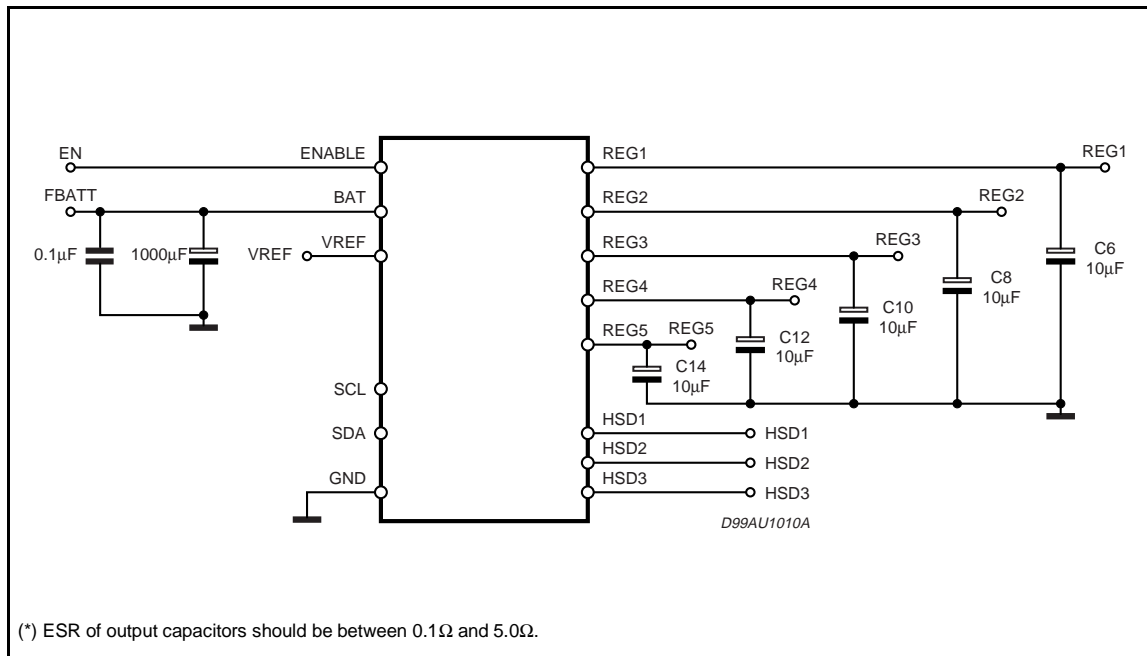 EN
ENABLE
FBATT
BAT
0.1μF
1000μF
VREF
VREF
SCL
SDA
GND
REG1
REG1
REG2
REG2
REG3
REG3
REG4
REG4
REG5
REG5
C6
10μF
C8
10μF
C10
10μF
C12
10μF
C14
10μF
HSD1
HSD1
HSD2
HSD2
HSD3
HSD3
D99AU1010A
(*) ESR of output capacitors should be between 0.1Ω and 5.0Ω.